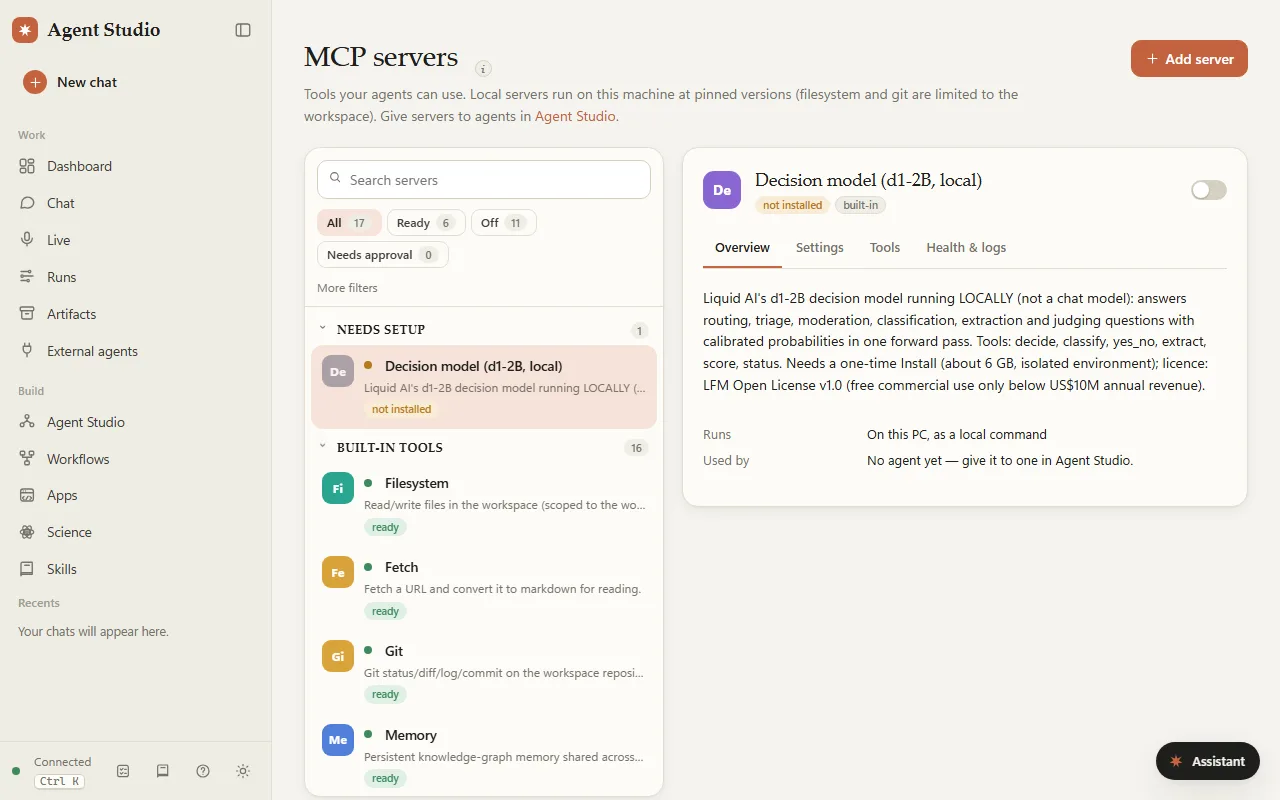 Agent Studio
New chat
Work
Dashboard
Chat
Live
Runs
Artifacts
External agents
Build
Agent Studio
Workflows
Apps
Science
Skills
Recents
Your chats will appear here.
Connected
Ctrl K
MCP servers
i
Add server
Tools your agents can use. Local servers run on this machine at pinned versions (filesystem and git are limited to the
workspace). Give servers to agents in Agent Studio.
Search servers
All 17
Ready 6
Off 11
Needs approval 0
More filters
NEEDS SETUP 1
De
Decision model (d1-2B, local)
Liquid AI's d1-2B decision model running LOCALLY (...
not installed
BUILT-IN TOOLS 16
Fi
Filesystem
Read/write files in the workspace (scoped to the wo...
ready
Fe
Fetch
Fetch a URL and convert it to markdown for reading.
ready
Gi
Git
Git status/diff/log/commit on the workspace reposi...
ready
Me
Memory
Persistent knowledge-graph memory shared across...
ready
De
Decision model (d1-2B, local)
not installed built-in
Overview Settings Tools Health & logs
Liquid AI's d1-2B decision model running LOCALLY (not a chat model): answers
routing, triage, moderation, classification, extraction and judging questions with
calibrated probabilities in one forward pass. Tools: decide, classify, yes_no, extract,
score, status. Needs a one-time Install (about 6 GB, isolated environment); licence:
LFM Open License v1.0 (free commercial use only below US$10M annual revenue).
Runs On this PC, as a local command
Used by No agent yet — give it to one in Agent Studio.
Assistant